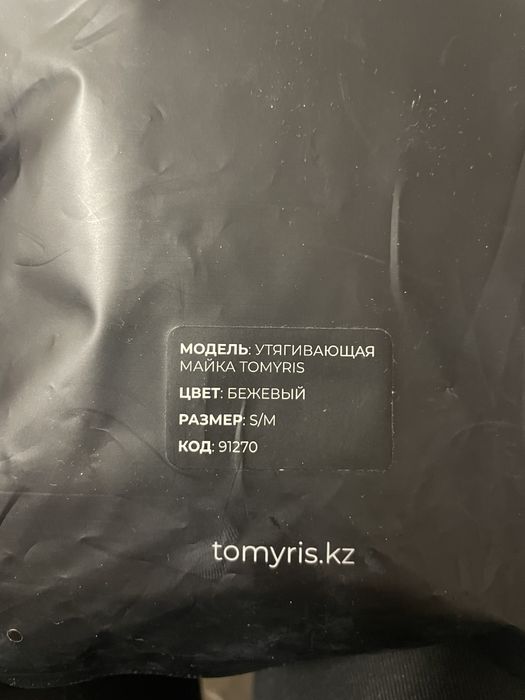 МОДЕЛЬ: УТЯГИВАЮЩАЯ
МАЙКА TOMYRIS
ЦВЕТ: БЕЖЕВЫЙ
РАЗМЕР: S/M
КОД: 91270
tomyris.kz